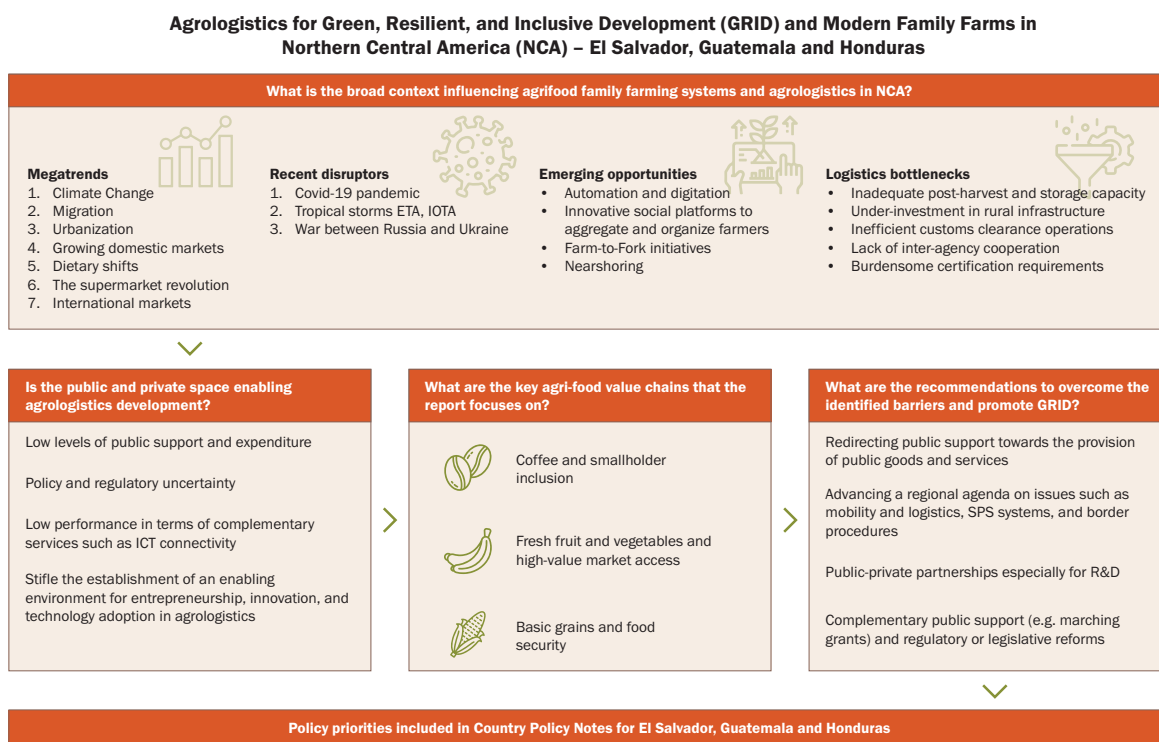 Agrologistics for Green, Resilient, and Inclusive Development (GRID) and Modern Family Farms in
Northern Central America (NCA) – El Salvador, Guatemala and Honduras
What is the broad context influencing agrifood family farming systems and agrologistics in NCA?
Megatrends
1. Climate Change
2. Migration
3. Urbanization
4. Growing domestic markets
5. Dietary shifts
6. The supermarket revolution
7. International markets
Recent disruptors
1. Covid-19 pandemic
2. Tropical storms ETA, IOTA
3. War between Russia and Ukraine
Emerging opportunities
• Automation and digitation
• Innovative social platforms to
aggregate and organize farmers
• Farm-to-Fork initiatives
• Nearshoring
Logistics bottlenecks
• Inadequate post-harvest and storage capacity
• Under-investment in rural infrastructure
• Inefficient customs clearance operations
• Lack of inter-agency cooperation
• Burdensome certification requirements
Is the public and private space enabling
agrologistics development?
Low levels of public support and expenditure
Policy and regulatory uncertainty
Low performance in terms of complementary
services such as ICT connectivity
Stifle the establishment of an enabling
environment for entrepreneurship, innovation, and
technology adoption in agrologistics
What are the key agri-food value chains that the
report focuses on?
Coffee and smallholder
inclusion
Fresh fruit and vegetables and
high-value market access
Basic grains and food
security
What are the recommendations to overcome the
identified barriers and promote GRID?
Redirecting public support towards the provision
of public goods and services
Advancing a regional agenda on issues such as
mobility and logistics, SPS systems, and border
procedures
Public-private partnerships especially for R&D
Complementary public support (e.g. marching
grants) and regulatory or legislative reforms
Policy priorities included in Country Policy Notes for El Salvador, Guatemala and Honduras